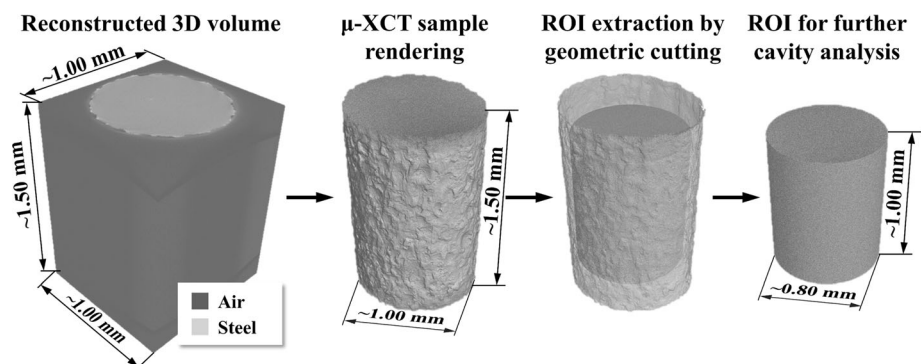 Reconstructed 3D volume
μ-XCT sample
rendering
ROI extraction by
geometric cutting
ROI for further
cavity analysis
~1.00 mm
~1.50 mm
~1.00 mm
Air
Steel
~1.50 mm
~1.00 mm
~1.00 mm
~0.80 mm